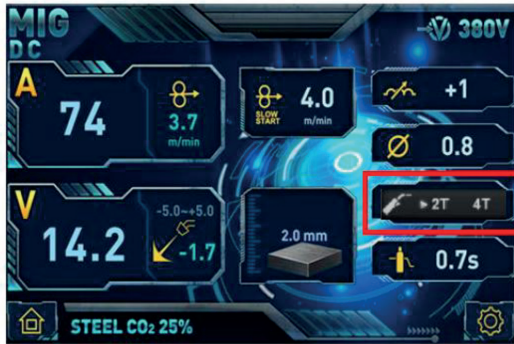 MIG
DC
380V
A
74
3.7
m/min
SLOW
START
4.0
m/min
+1
0.8
V
14.2
-5.0~+5.0
-1.7
2.0 mm
▸ 2T 4T
0.7s
STEEL CO₂ 25%